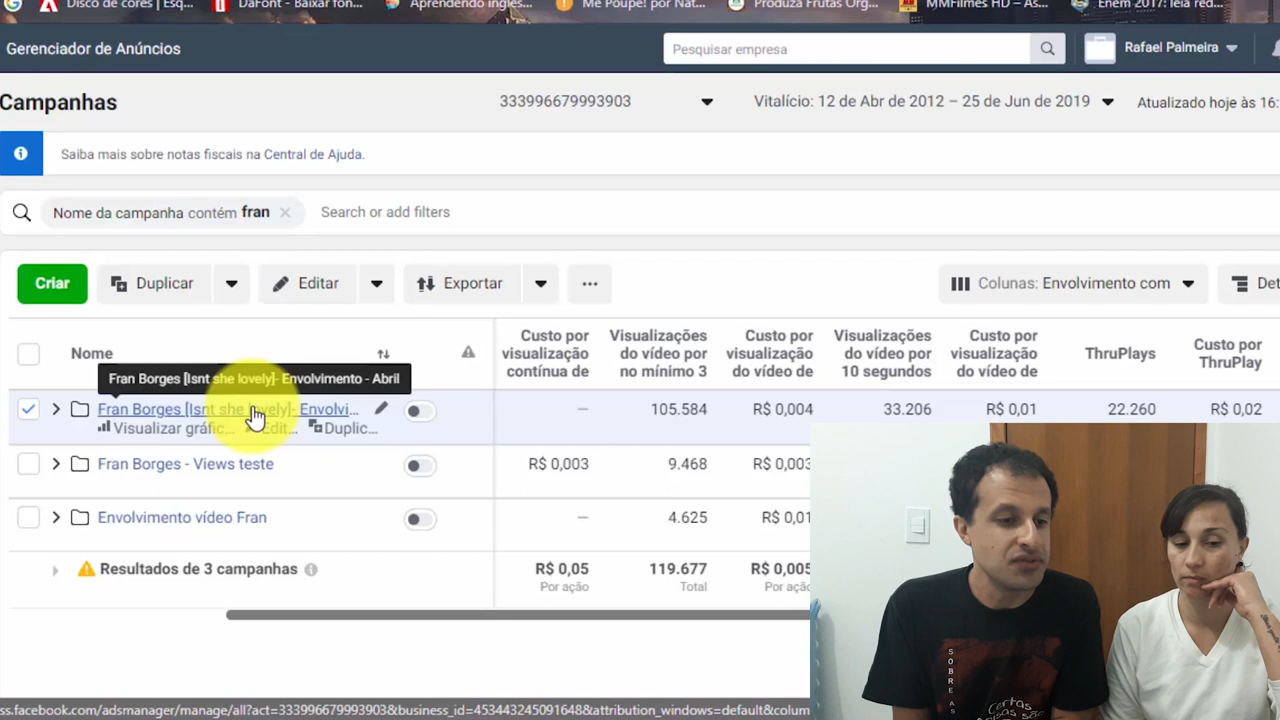 Disco de cores | Esq...
DaFont - Baixar fon...
Aprendendo inglês...
Me Poupe! por Nat...
Produza Frutas Org...
MMFilmes HD – As...
Enem 2017: leia red...
Gerenciador de Anúncios
Pesquisar empresa
Rafael Palmeira
Campanhas
333996679993903
Vitalício: 12 de Abr de 2012 – 25 de Jun de 2019
Atualizado hoje às 16:
Saiba mais sobre notas fiscais na Central de Ajuda.
Nome da campanha contém fran
Search or add filters
Criar
Duplicar
Editar
Exportar
Colunas: Envolvimento com
Det
Nome
Custo por visualização contínua de
Visualizações do vídeo por no mínimo 3
Custo por visualização do vídeo de
Visualizações do vídeo por 10 segundos
Custo por visualização do vídeo de
ThruPlays
Custo por ThruPlay
Fran Borges [Isnt she lovely]- Envolvimento - Abril
Fran Borges [Isnt she lovely]- Envolvi...
— 105.584 R$ 0,004 33.206 R$ 0,01 22.260 R$ 0,02
Visualizar gráfic... Edit... Duplic...
Fran Borges - Views teste
R$ 0,003 9.468 R$ 0,003
Envolvimento vídeo Fran
— 4.625 R$ 0,01
Resultados de 3 campanhas
R$ 0,05 119.677 R$ 0,005
Por ação Total Por ação
SOBREAS
Certas
ss.facebook.com/adsmanager/manage/all?act=333996679993903&business_id=453443245091648&attribution_windows=default&colum